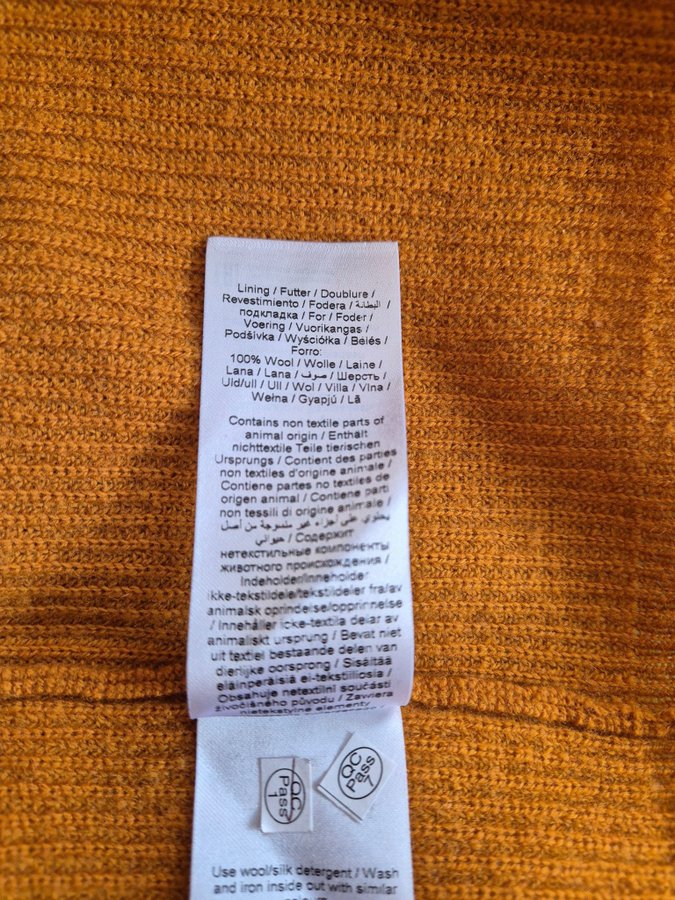 Lining / Futter / Doublure /
Revestimiento / Fodera / البطانة /
подкладка / For / Foder /
Voering / Vuorikangas /
Podšívka / Wyściółka / Bélés /
Forro:
100% Wool / Wolle / Laine /
Lana / Lana / صوف / Шерсть /
Uld/ull / Ull / Wol / Villa / Vlna /
Wełna / Gyapjú / Lã
Contains non textile parts of
animal origin / Enthält
nichttextile Teile tierischen
Ursprungs / Contient des parties
non textiles d'origine animale /
Contiene partes no textiles de
origen animal / Contiene parti
non tessili di origine animale /
يحتوي على أجزاء غير منسوجة من أصل
حيواني / Содержит
нетекстильные компоненты
животного происхождения /
Indeholder/inneholder
ikke-tekstildele/tekstildeler fra/av
animalsk oprindelse/opprinnelse
/ Innehåller icke-textila delar av
animaliskt ursprung / Bevat niet
uit textiel bestaande delen van
dierlijke oorsprong / Sisältää
eläinperäisiä ei-tekstiiliosia /
Obsahuje netextilní součásti
živočišného původu / Zawiera
nietekstylne elementy
QC
Pass
1
QC
Pass
7
Use wool/silk detergent / Wash
and iron inside out with similar